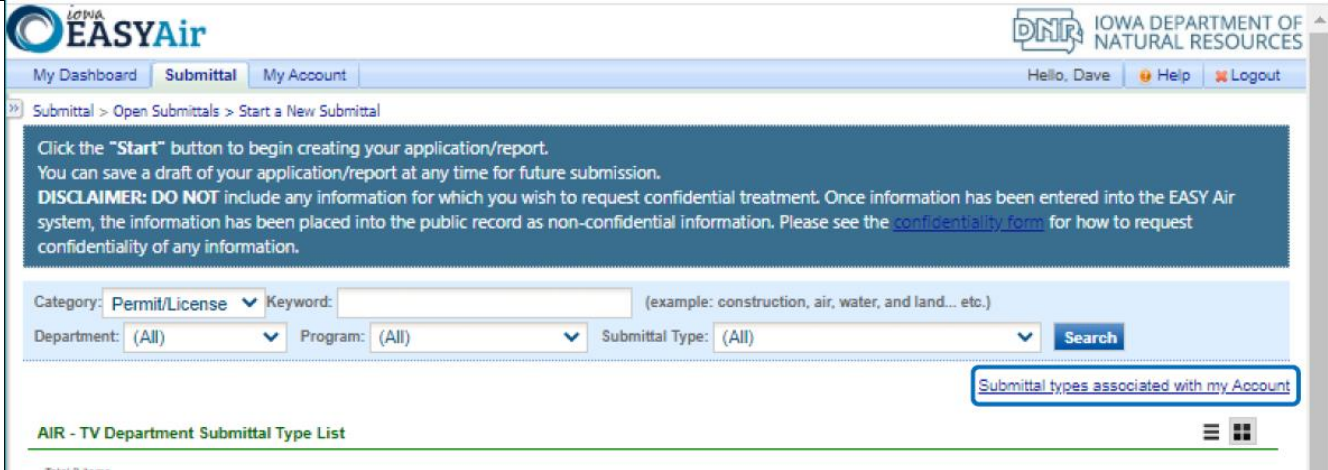 iowa
EASYAir
DNR IOWA DEPARTMENT OF
NATURAL RESOURCES
My Dashboard Submittal My Account Hello, Dave Help Logout
Submittal > Open Submittals > Start a New Submittal
Click the "Start" button to begin creating your application/report.
You can save a draft of your application/report at any time for future submission.
DISCLAIMER: DO NOT include any information for which you wish to request confidential treatment. Once information has been entered into the EASY Air
system, the information has been placed into the public record as non-confidential information. Please see the confidentiality form for how to request
confidentiality of any information.
Category: Permit/License Keyword: (example: construction, air, water, and land... etc.)
Department: (All) Program: (All) Submittal Type: (All) Search
Submittal types associated with my Account
AIR - TV Department Submittal Type List